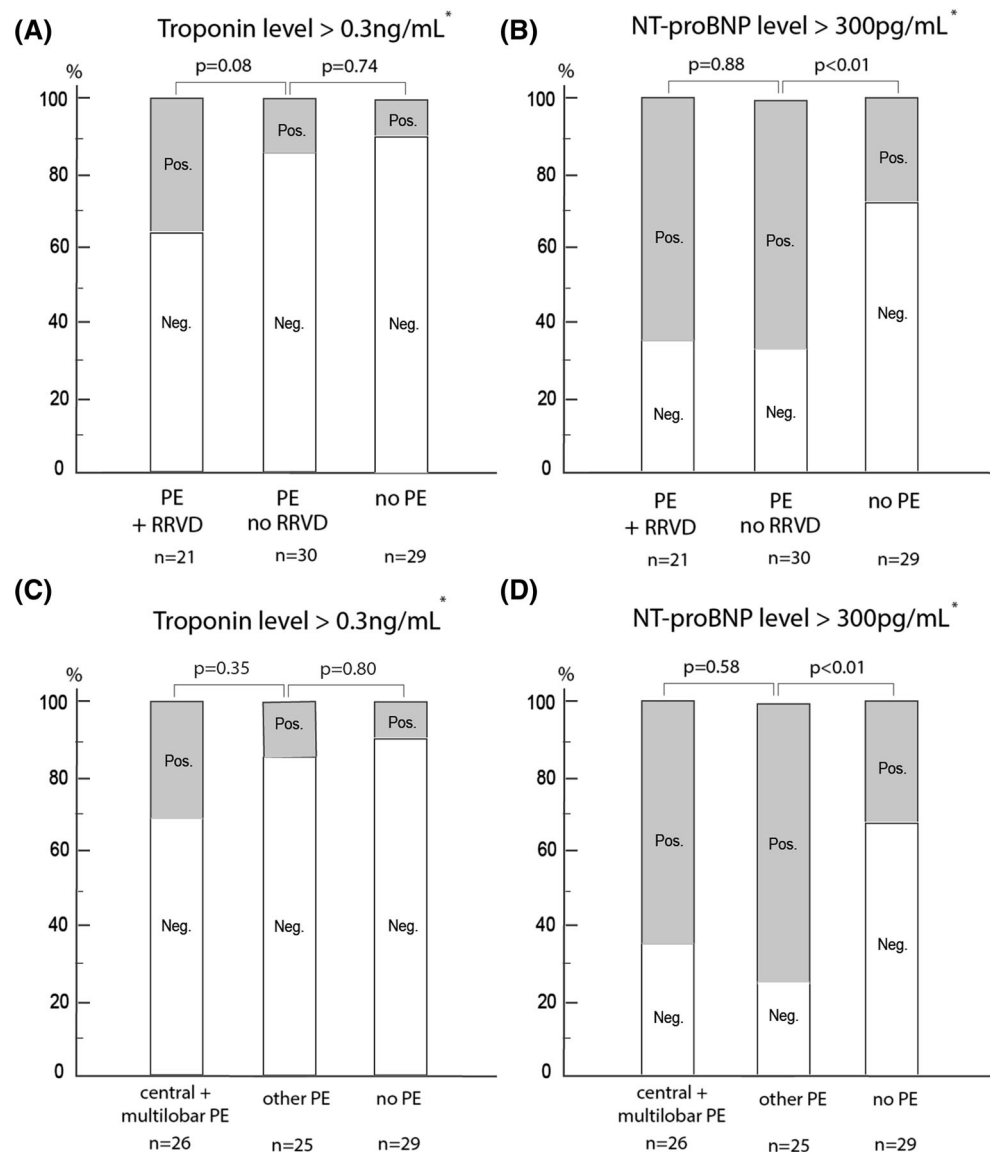 (A)
Troponin level > 0.3ng/mL*
%
p=0.08
p=0.74
100
80
60
40
20
0
Pos.
Neg.
Pos.
Neg.
Pos.
Neg.
PE
+ RRVD
n=21
PE
no RRVD
n=30
no PE
n=29
(B)
NT-proBNP level > 300pg/mL*
%
p=0.88
p<0.01
100
80
60
40
20
0
Pos.
Neg.
Pos.
Neg.
Pos.
Neg.
PE
+ RRVD
n=21
PE
no RRVD
n=30
no PE
n=29
(C)
Troponin level > 0.3ng/mL*
%
p=0.35
p=0.80
100
80
60
40
20
0
Pos.
Neg.
Pos.
Neg.
Pos.
Neg.
central +
multilobar PE
n=26
other PE
n=25
no PE
n=29
(D)
NT-proBNP level > 300pg/mL*
%
p=0.58
p<0.01
100
80
60
40
20
0
Pos.
Neg.
Pos.
Neg.
Pos.
Neg.
central +
multilobar PE
n=26
other PE
n=25
no PE
n=29